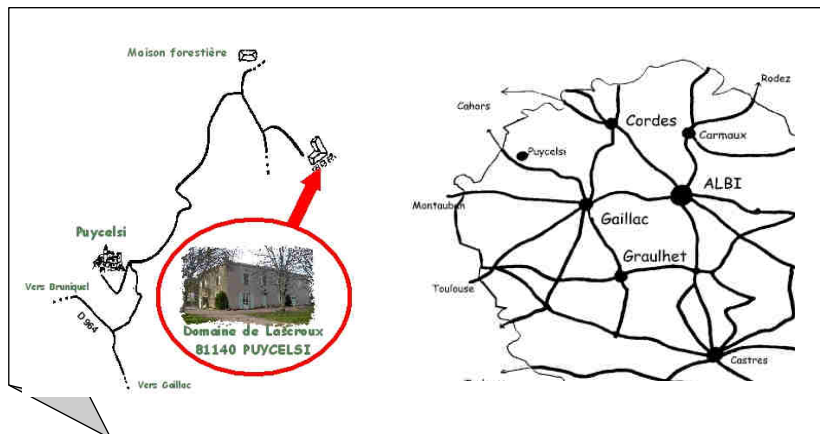 Maison forestière
Puycelsi
Vers Bruniquel
D 964
Domaine de Lascroux
81140 PUYCELSI
Vers Gaillac
Rodez
Cahors
Cordes
Carmaux
Puycelsi
ALBI
Montauban
Gaillac
Graulhet
Toulouse
Castres